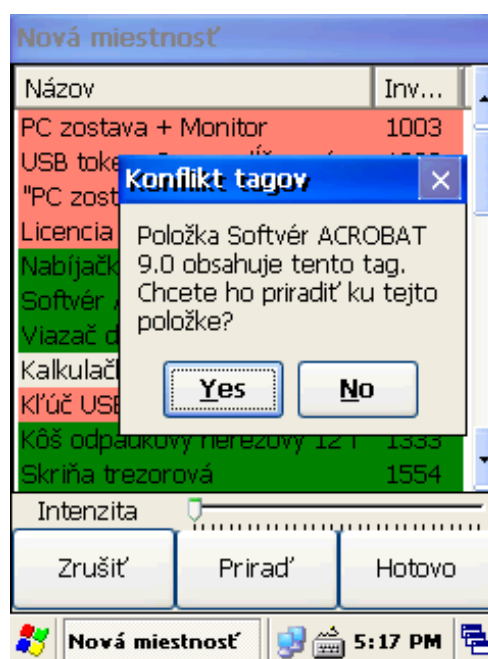 Nová miestnosť
Názov Inv...
PC zostava + Monitor 1003
USB toke
"PC zost
Licencia
Nabíjačk
Softvér
Viazač d
Kalkulačl
Kľúč USB
Kôš odpadkový nerezový 12 l 1333
Skriňa trezorová 1554
Konflikt tagov
Položka Softvér ACROBAT
9.0 obsahuje tento tag.
Chcete ho priradiť ku tejto
položke?
Yes No
Intenzita
Zrušiť Priraď Hotovo
Nová miestnosť 5:17 PM